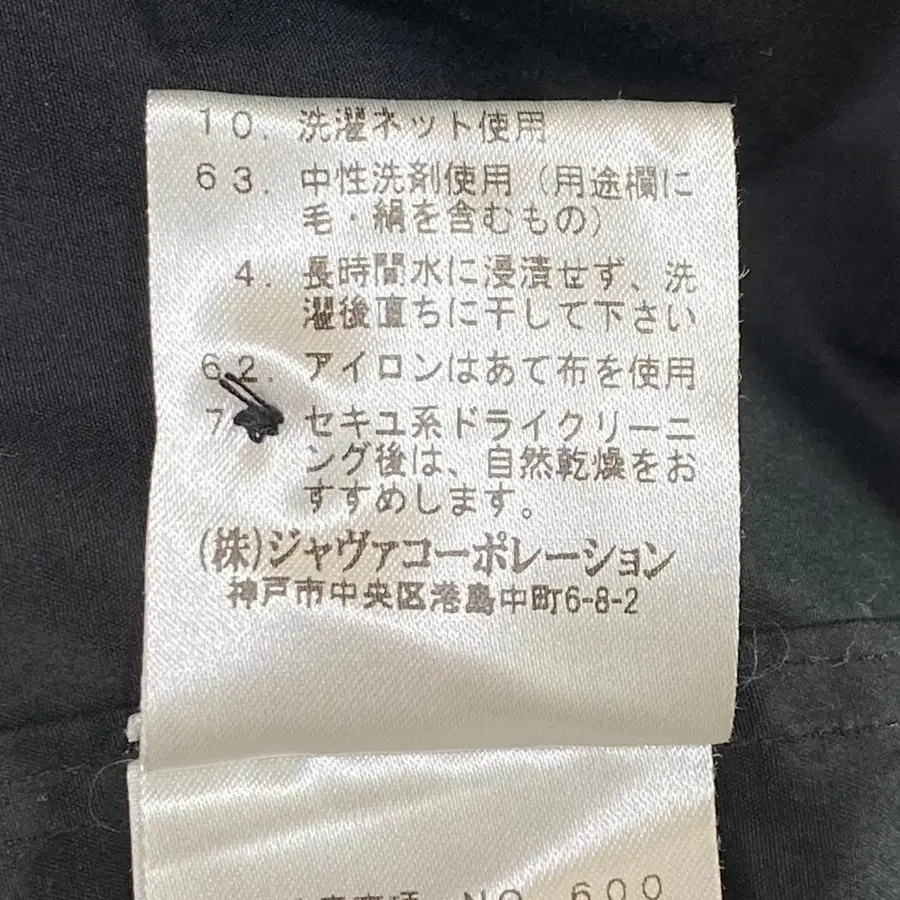 10. 洗濯ネット使用
63. 中性洗剤使用(用途欄に
毛・絹を含むもの)
4. 長時間水に浸漬せず、洗
濯後直ちに干して下さい
62. アイロンはあて布を使用
7 セキユ系ドライクリーニ
ング後は、自然乾燥をお
すすめします。
(株)ジャヴァコーポレーション
神戸市中央区港島中町6-8-2
NO. 600